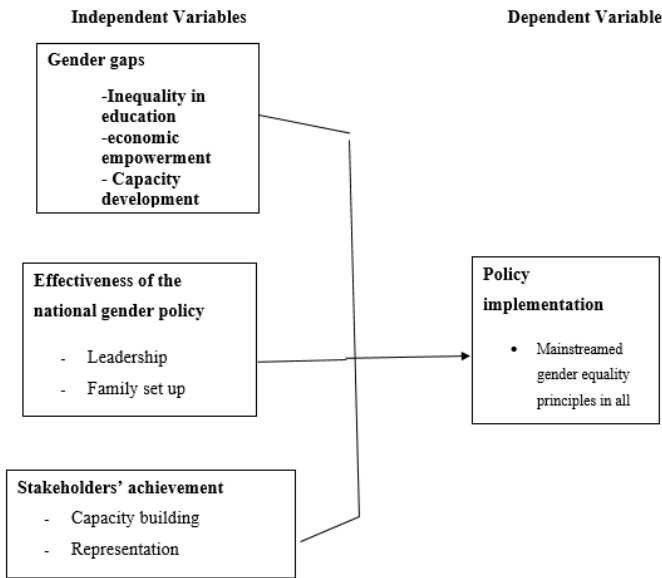 Independent Variables
Dependent Variable
Gender gaps
-Inequality in
education
-economic
empowerment
- Capacity
development
Effectiveness of the
national gender policy
- Leadership
- Family set up
Stakeholders' achievement
- Capacity building
- Representation
Policy
implementation
• Mainstreamed
gender equality
principles in all